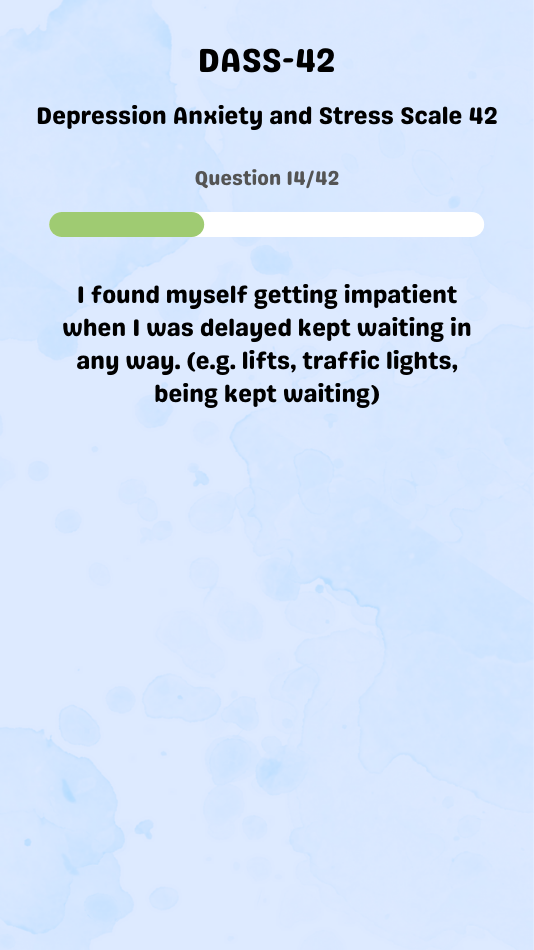 DASS-42
Depression Anxiety and Stress Scale 42
Question 14/42
I found myself getting impatient
when I was delayed kept waiting in
any way. (e.g. lifts, traffic lights,
being kept waiting)